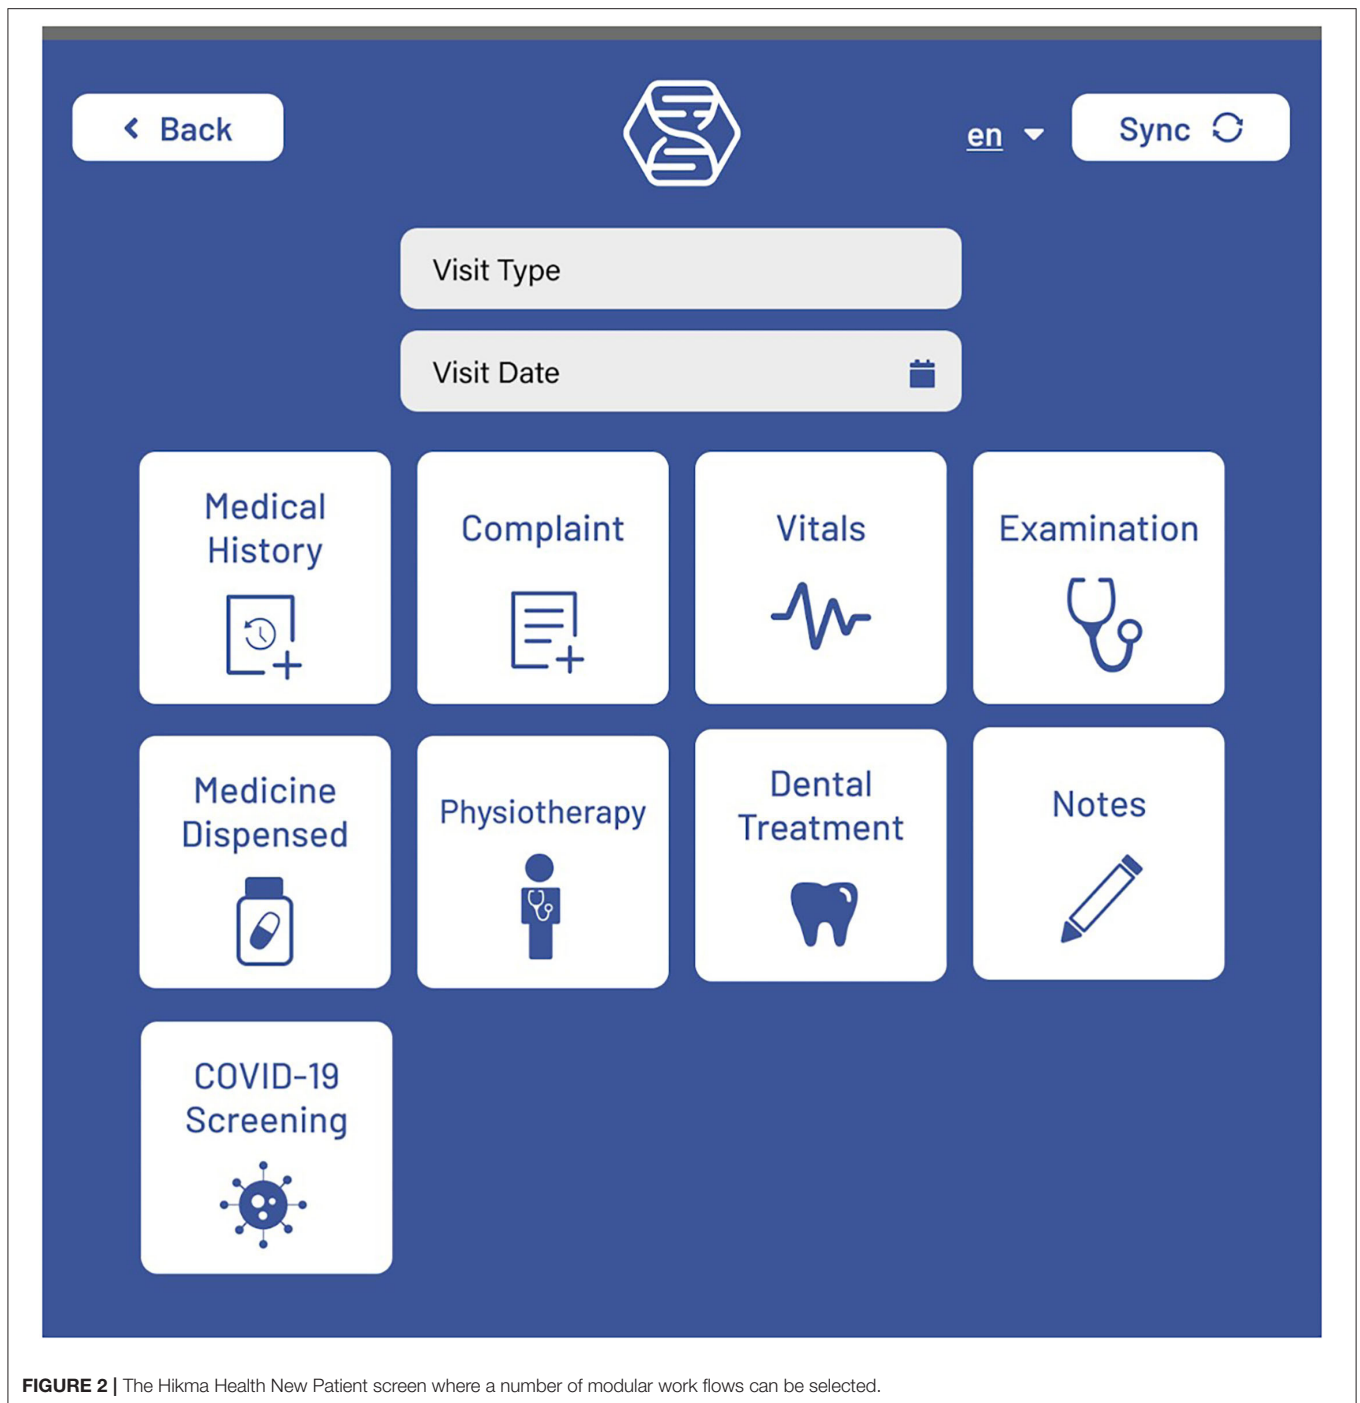 Back
en
Sync
Visit Type
Visit Date
Medical
History
Complaint
Vitals
Examination
Medicine
Dispensed
Physiotherapy
Dental
Treatment
Notes
COVID-19
Screening
FIGURE 2 | The Hikma Health New Patient screen where a number of modular work flows can be selected.